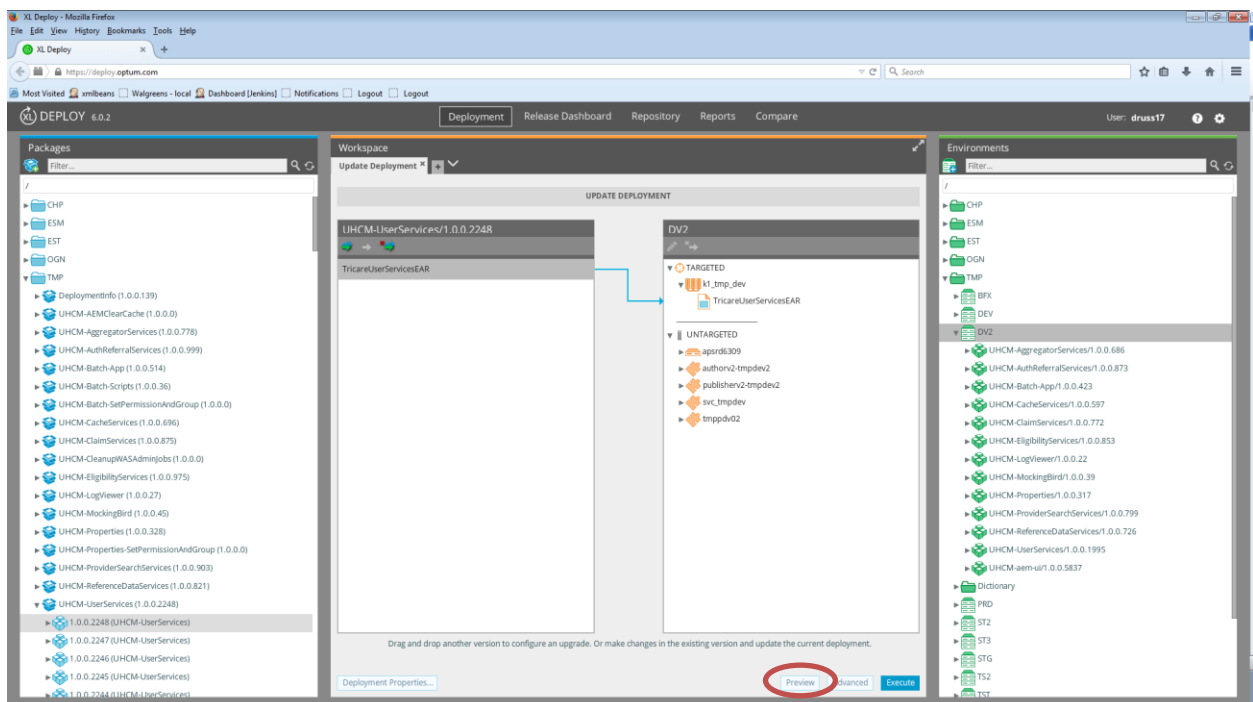 XL Deploy - Mozilla Firefox
File Edit View History Bookmarks Tools Help
XL Deploy × +
https://deploy.optum.com
Search
Most Visited xmlbeans Walgreens - local Dashboard [Jenkins] Notifications Logout Logout
XL DEPLOY 6.0.2
Deployment Release Dashboard Repository Reports Compare
User: druss17
Packages
Filter...
/
CHP
ESM
EST
OGN
TMP
DeploymentInfo (1.0.0.139)
UHCM-AEMClearCache (1.0.0.0)
UHCM-AggregatorServices (1.0.0.778)
UHCM-AuthReferralServices (1.0.0.999)
UHCM-Batch-App (1.0.0.514)
UHCM-Batch-Scripts (1.0.0.36)
UHCM-Batch-SetPermissionAndGroup (1.0.0.0)
UHCM-CacheServices (1.0.0.696)
UHCM-ClaimServices (1.0.0.875)
UHCM-CleanupWASAdminJobs (1.0.0.0)
UHCM-EligibilityServices (1.0.0.975)
UHCM-LogViewer (1.0.0.27)
UHCM-MockingBird (1.0.0.45)
UHCM-Properties (1.0.0.328)
UHCM-Properties-SetPermissionAndGroup (1.0.0.0)
UHCM-ProviderSearchServices (1.0.0.903)
UHCM-ReferenceDataServices (1.0.0.821)
UHCM-UserServices (1.0.0.2248)
1.0.0.2248 (UHCM-UserServices)
1.0.0.2247 (UHCM-UserServices)
1.0.0.2246 (UHCM-UserServices)
1.0.0.2245 (UHCM-UserServices)
1.0.0.2244 (UHCM-UserServices)
Workspace
Update Deployment × +
UPDATE DEPLOYMENT
UHCM-UserServices/1.0.0.2248
TricareUserServicesEAR
DV2
TARGETED
k1_tmp_dev
TricareUserServicesEAR
UNTARGETED
apsrd6309
authorv2-tmpdev2
publisherv2-tmpdev2
svc_tmpdev
tmppdv02
Drag and drop another version to configure an upgrade. Or make changes in the existing version and update the current deployment.
Deployment Properties... Preview Advanced Execute
Environments
Filter...
/
CHP
ESM
EST
OGN
TMP
BFX
DEV
DV2
UHCM-AggregatorServices/1.0.0.686
UHCM-AuthReferralServices/1.0.0.873
UHCM-Batch-App/1.0.0.423
UHCM-CacheServices/1.0.0.597
UHCM-ClaimServices/1.0.0.772
UHCM-EligibilityServices/1.0.0.853
UHCM-LogViewer/1.0.0.22
UHCM-MockingBird/1.0.0.39
UHCM-Properties/1.0.0.317
UHCM-ProviderSearchServices/1.0.0.799
UHCM-ReferenceDataServices/1.0.0.726
UHCM-UserServices/1.0.0.1995
UHCM-aem-ui/1.0.0.5837
Dictionary
PRD
ST2
ST3
STG
TS2
TST